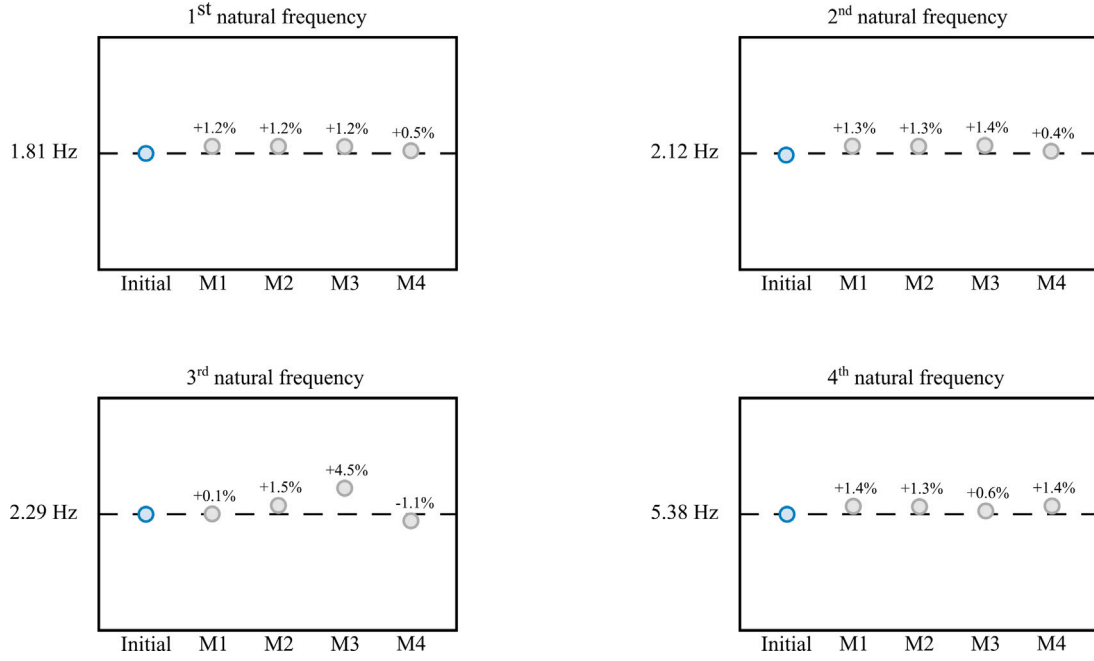 1st natural frequency
+1.2% +1.2% +1.2% +0.5%
1.81 Hz
Initial M1 M2 M3 M4
2nd natural frequency
+1.3% +1.3% +1.4% +0.4%
2.12 Hz
Initial M1 M2 M3 M4
3rd natural frequency
+4.5%
+0.1% +1.5% -1.1%
2.29 Hz
Initial M1 M2 M3 M4
4th natural frequency
+1.4% +1.3% +0.6% +1.4%
5.38 Hz
Initial M1 M2 M3 M4